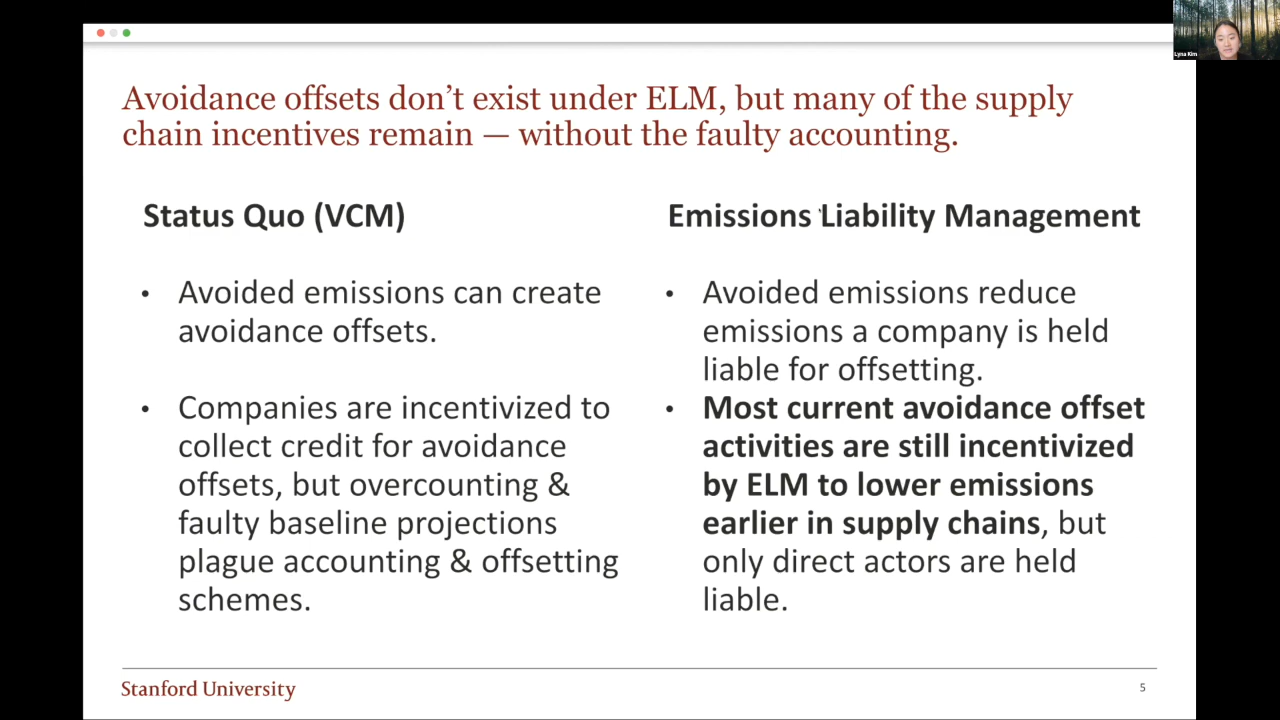 Lyna Kim
Avoidance offsets don’t exist under ELM, but many of the supply
chain incentives remain — without the faulty accounting.
Status Quo (VCM)
• Avoided emissions can create
avoidance offsets.
• Companies are incentivized to
collect credit for avoidance
offsets, but overcounting &
faulty baseline projections
plague accounting & offsetting
schemes.
Emissions Liability Management
• Avoided emissions reduce
emissions a company is held
liable for offsetting.
• Most current avoidance offset
activities are still incentivized
by ELM to lower emissions
earlier in supply chains, but
only direct actors are held
liable.
Stanford University
5